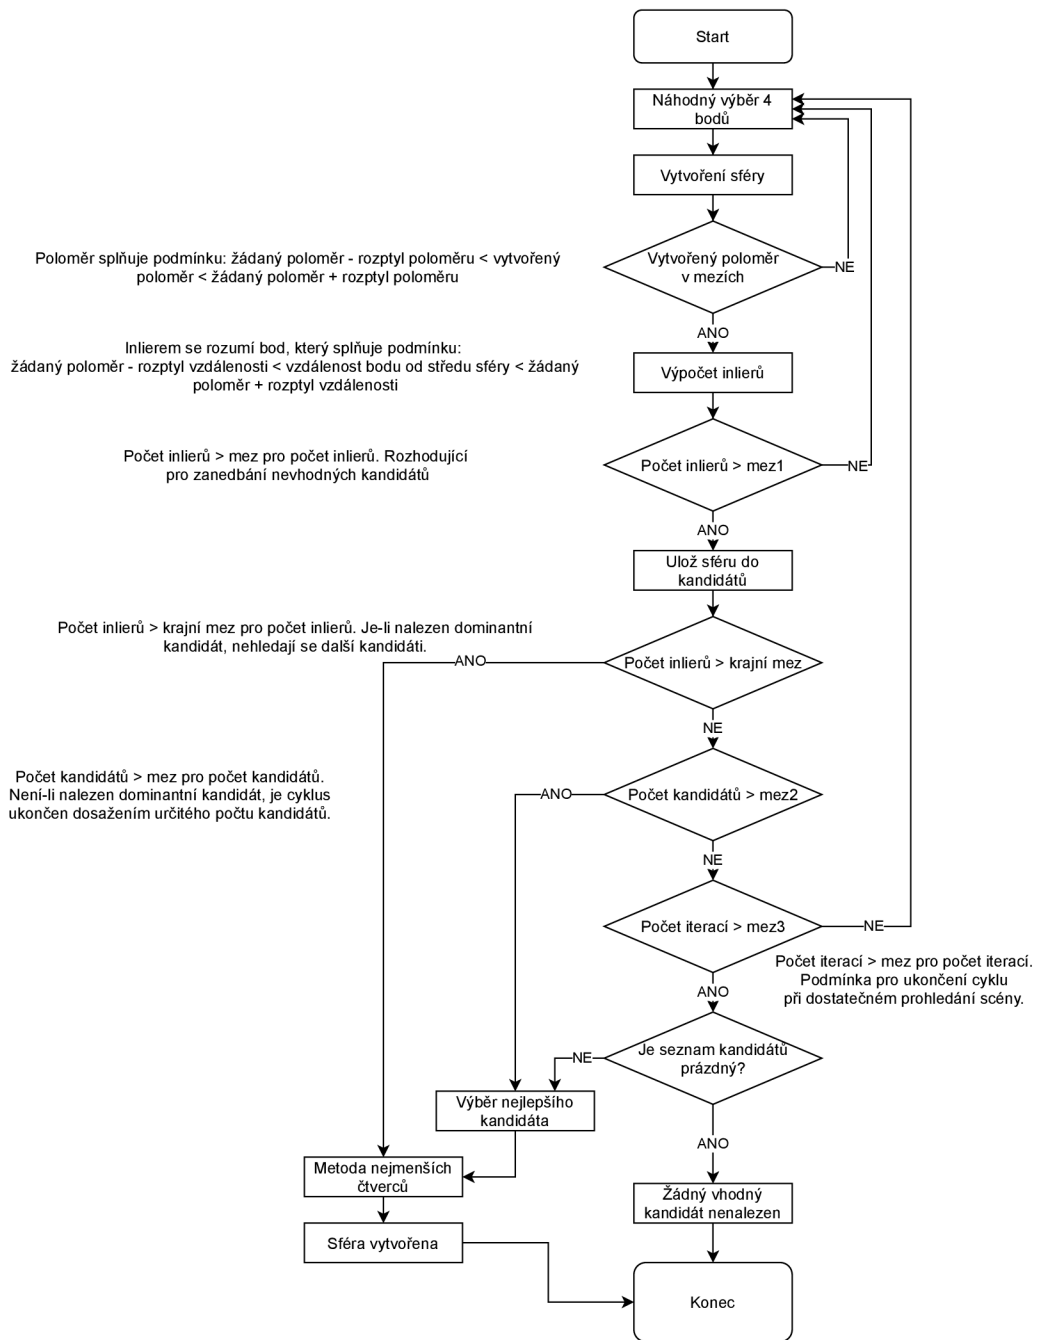 Start
Náhodný výběr 4
bodů
Vytvoření sféry
Poloměr splňuje podmínku: žádaný poloměr - rozptyl poloměru < vytvořený
poloměr < žádaný poloměr + rozptyl poloměru
Vytvořený poloměr
v mezích
NE
ANO
Inlierem se rozumí bod, který splňuje podmínku:
žádaný poloměr - rozptyl vzdálenosti < vzdálenost bodu od středu sféry < žádaný
poloměr + rozptyl vzdálenosti
Výpočet inlierů
Počet inlierů > mez pro počet inlierů. Rozhodující
pro zanedbání nevhodných kandidátů
Počet inlierů > mez1
NE
ANO
Ulož sféru do
kandidátů
Počet inlierů > krajní mez pro počet inlierů. Je-li nalezen dominantní
kandidát, nehledají se další kandidáti.
ANO
Počet inlierů > krajní mez
NE
Počet kandidátů > mez pro počet kandidátů.
Není-li nalezen dominantní kandidát, je cyklus
ukončen dosažením určitého počtu kandidátů.
ANO
Počet kandidátů > mez2
NE
Počet iterací > mez3
NE
Počet iterací > mez pro počet iterací.
Podmínka pro ukončení cyklu
při dostatečném prohledání scény.
ANO
Je seznam kandidátů
prázdný?
NE
Výběr nejlepšího
kandidáta
ANO
Metoda nejmenších
čtverců
Žádný vhodný
kandidát nenalezen
Sféra vytvořena
Konec